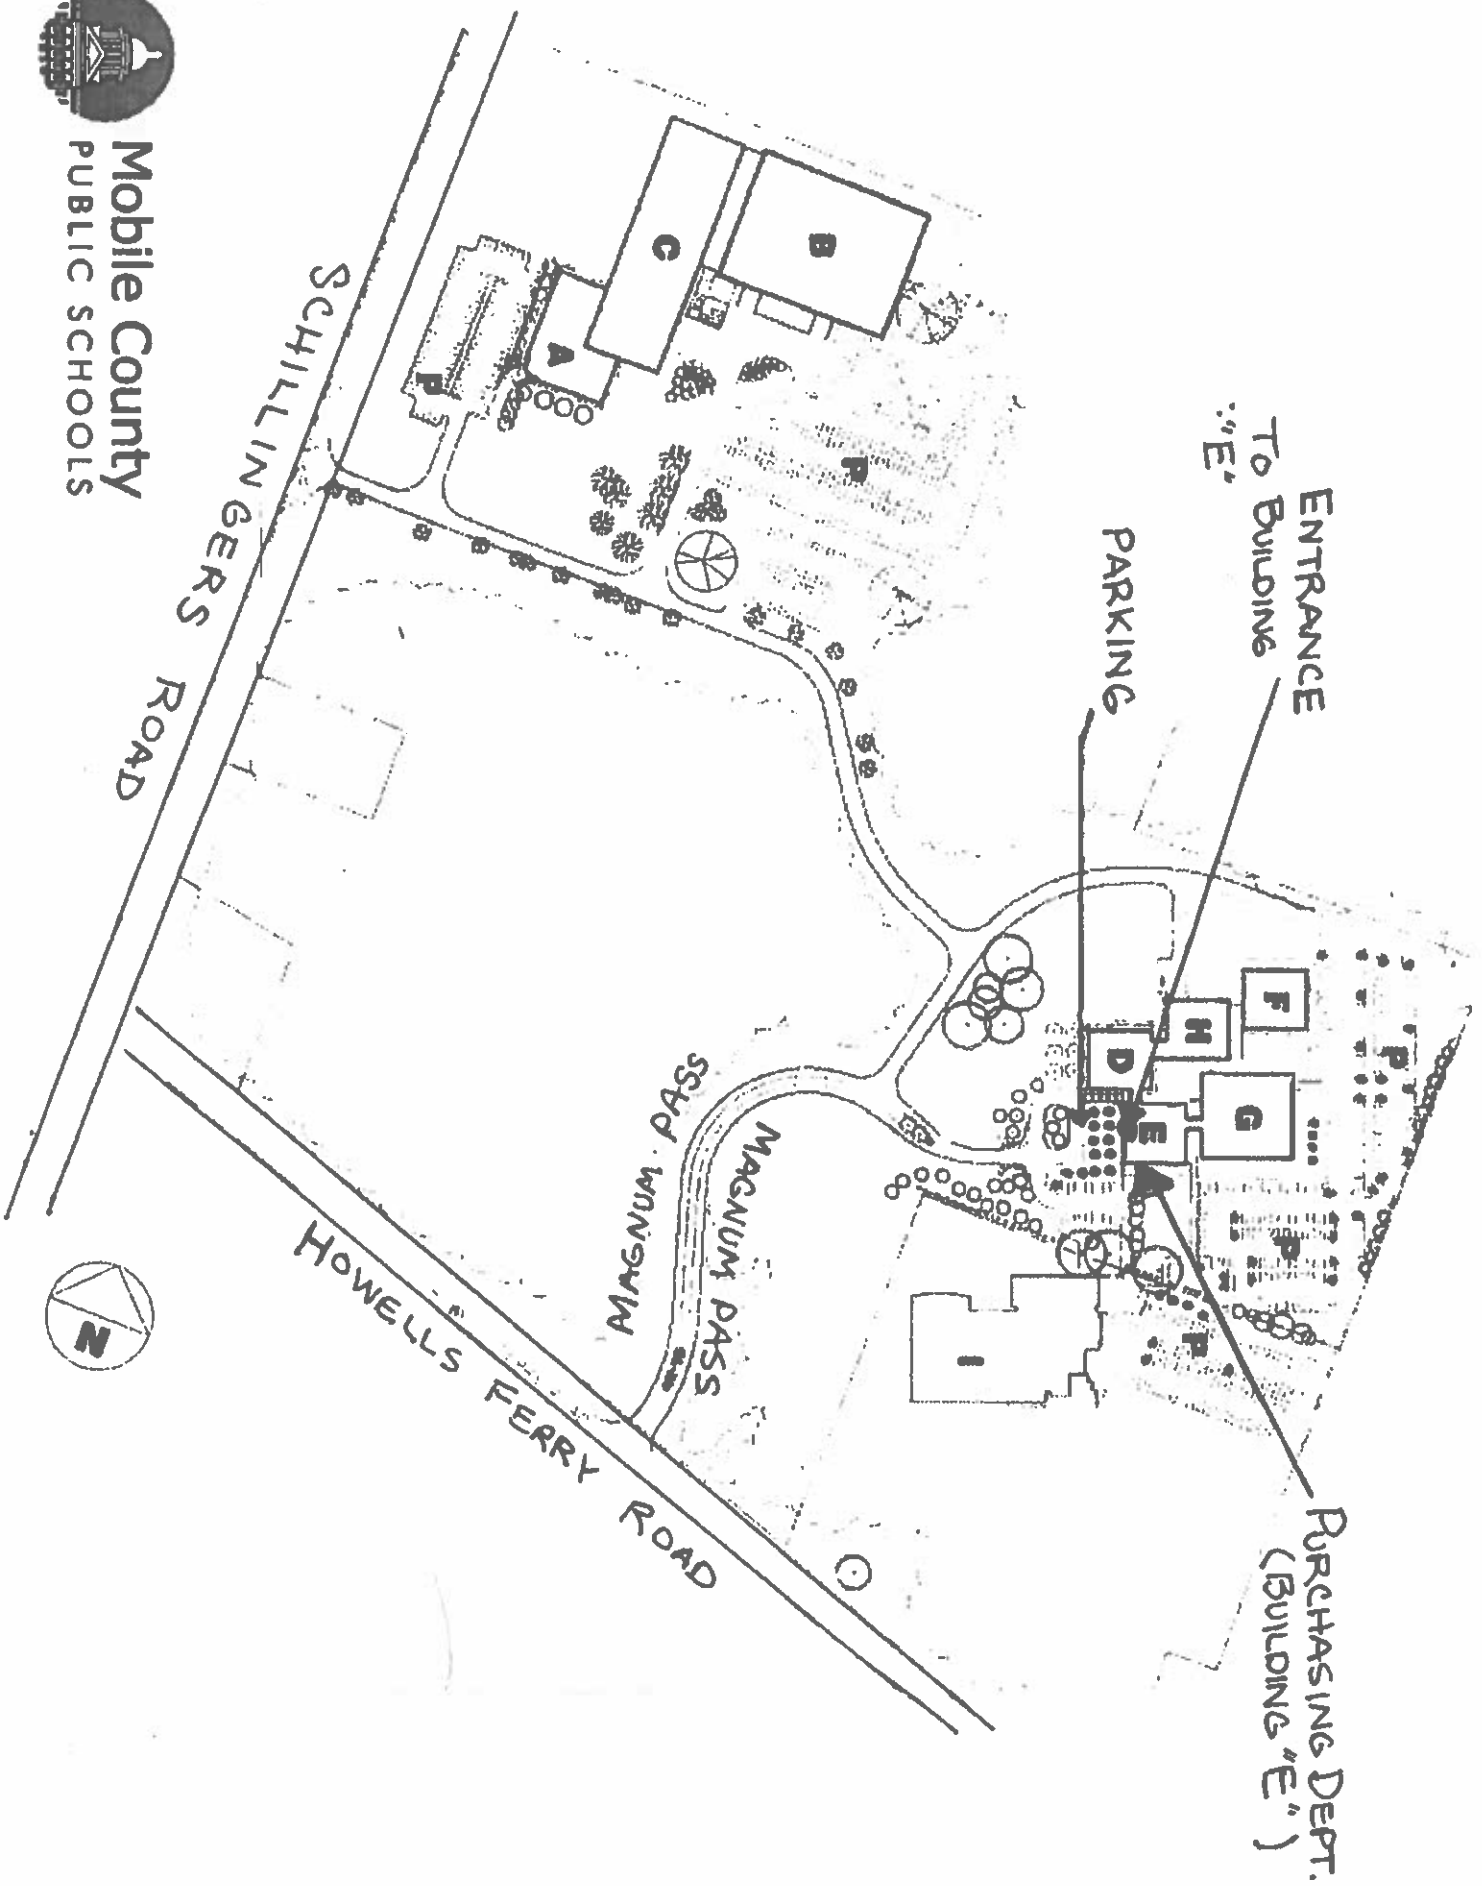 Mobile County
PUBLIC SCHOOLS
SCHILLINGERS ROAD
HOWELLS FERRY ROAD
MAGNUM PASS
MAGNUM PASS
ENTRANCE
TO BUILDING
"E"
PARKING
PURCHASING DEPT.
(BUILDING "E")
A
B
C
P
P
D
E
F
G
H
I
P
P
P
N